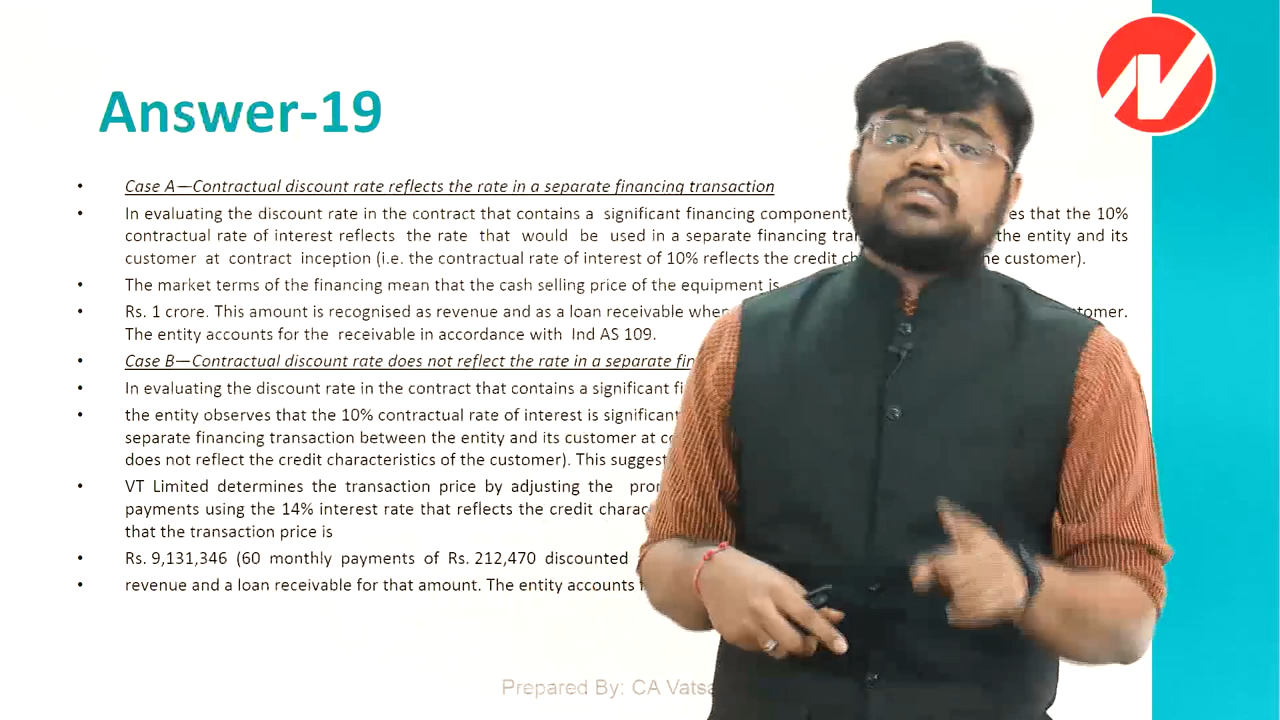 Answer-19
• Case A—Contractual discount rate reflects the rate in a separate financing transaction
• In evaluating the discount rate in the contract that contains a significant financing component, es that the 10%
contractual rate of interest reflects the rate that would be used in a separate financing tra the entity and its
customer at contract inception (i.e. the contractual rate of interest of 10% reflects the credit ch e customer).
• The market terms of the financing mean that the cash selling price of the equipment is
• Rs. 1 crore. This amount is recognised as revenue and as a loan receivable when tomer.
The entity accounts for the receivable in accordance with Ind AS 109.
• Case B—Contractual discount rate does not reflect the rate in a separate fin
• In evaluating the discount rate in the contract that contains a significant fi
• the entity observes that the 10% contractual rate of interest is significant
separate financing transaction between the entity and its customer at co
does not reflect the credit characteristics of the customer). This suggest
• VT Limited determines the transaction price by adjusting the pro
payments using the 14% interest rate that reflects the credit charac
that the transaction price is
• Rs. 9,131,346 (60 monthly payments of Rs. 212,470 discounted
• revenue and a loan receivable for that amount. The entity accounts
Prepared By: CA Vatsa